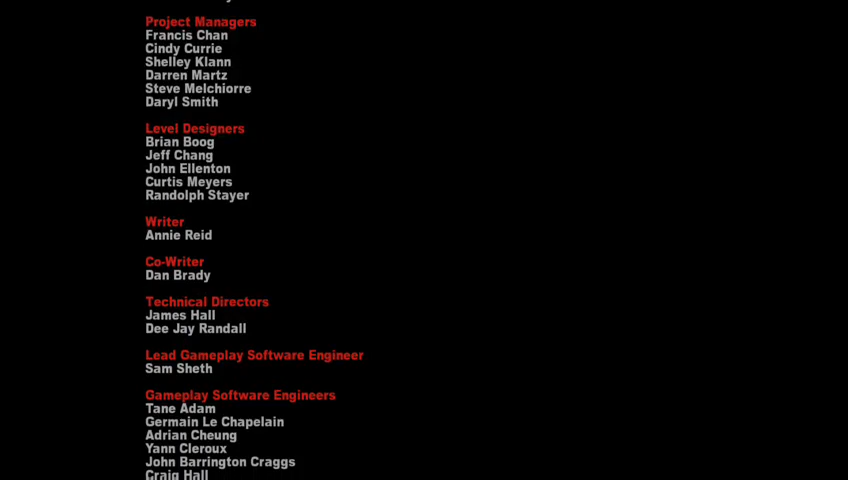 Project Managers
Francis Chan
Cindy Currie
Shelley Klann
Darren Martz
Steve Melchiorre
Daryl Smith
Level Designers
Brian Boog
Jeff Chang
John Ellenton
Curtis Meyers
Randolph Stayer
Writer
Annie Reid
Co-Writer
Dan Brady
Technical Directors
James Hall
Dee Jay Randall
Lead Gameplay Software Engineer
Sam Sheth
Gameplay Software Engineers
Tane Adam
Germain Le Chapelain
Adrian Cheung
Yann Cleroux
John Barrington Craggs
Craig Hall